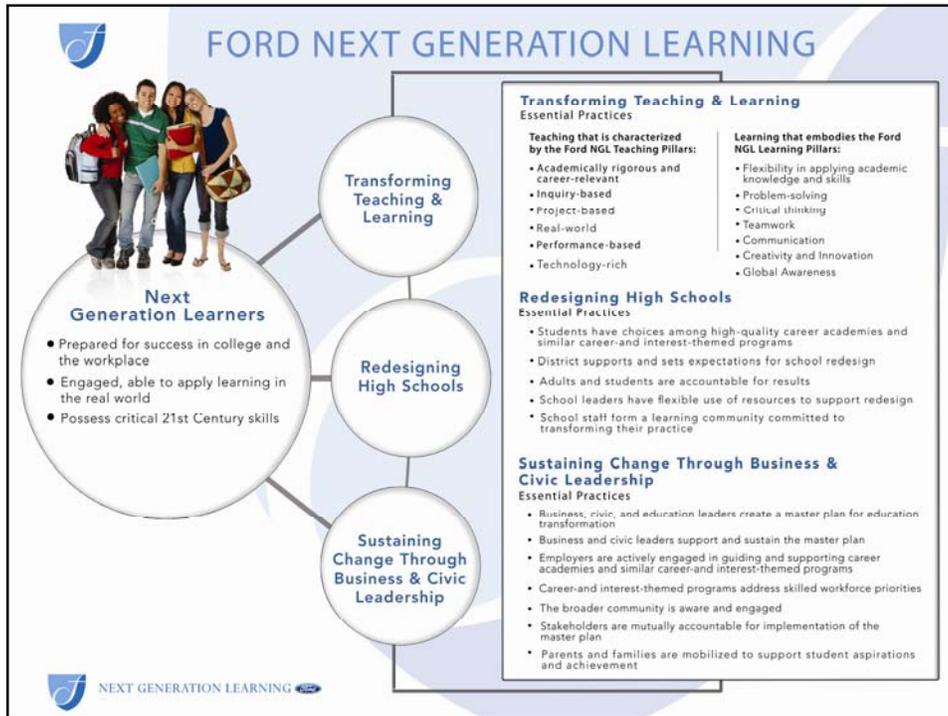 FORD NEXT GENERATION LEARNING
Next
Generation Learners
• Prepared for success in college and
the workplace
• Engaged, able to apply learning in
the real world
• Possess critical 21st Century skills
Transforming
Teaching &
Learning
Redesigning
High Schools
Sustaining
Change Through
Business & Civic
Leadership
Transforming Teaching & Learning
Essential Practices
Teaching that is characterized
by the Ford NGL Teaching Pillars:
• Academically rigorous and
career-relevant
• Inquiry-based
• Project-based
• Real-world
• Performance-based
• Technology-rich
Learning that embodies the Ford
NGL Learning Pillars:
• Flexibility in applying academic
knowledge and skills
• Problem-solving
• Critical thinking
• Teamwork
• Communication
• Creativity and Innovation
• Global Awareness
Redesigning High Schools
Essential Practices
• Students have choices among high-quality career academies and
similar career-and interest-themed programs
• District supports and sets expectations for school redesign
• Adults and students are accountable for results
• School leaders have flexible use of resources to support redesign
• School staff form a learning community committed to
transforming their practice
Sustaining Change Through Business &
Civic Leadership
Essential Practices
• Business, civic, and education leaders create a master plan for education
transformation
• Business and civic leaders support and sustain the master plan
• Employers are actively engaged in guiding and supporting career
academies and similar career-and interest-themed programs
• Career-and interest-themed programs address skilled workforce priorities
• The broader community is aware and engaged
• Stakeholders are mutually accountable for implementation of the
master plan
• Parents and families are mobilized to support student aspirations
and achievement
NEXT GENERATION LEARNING Ford